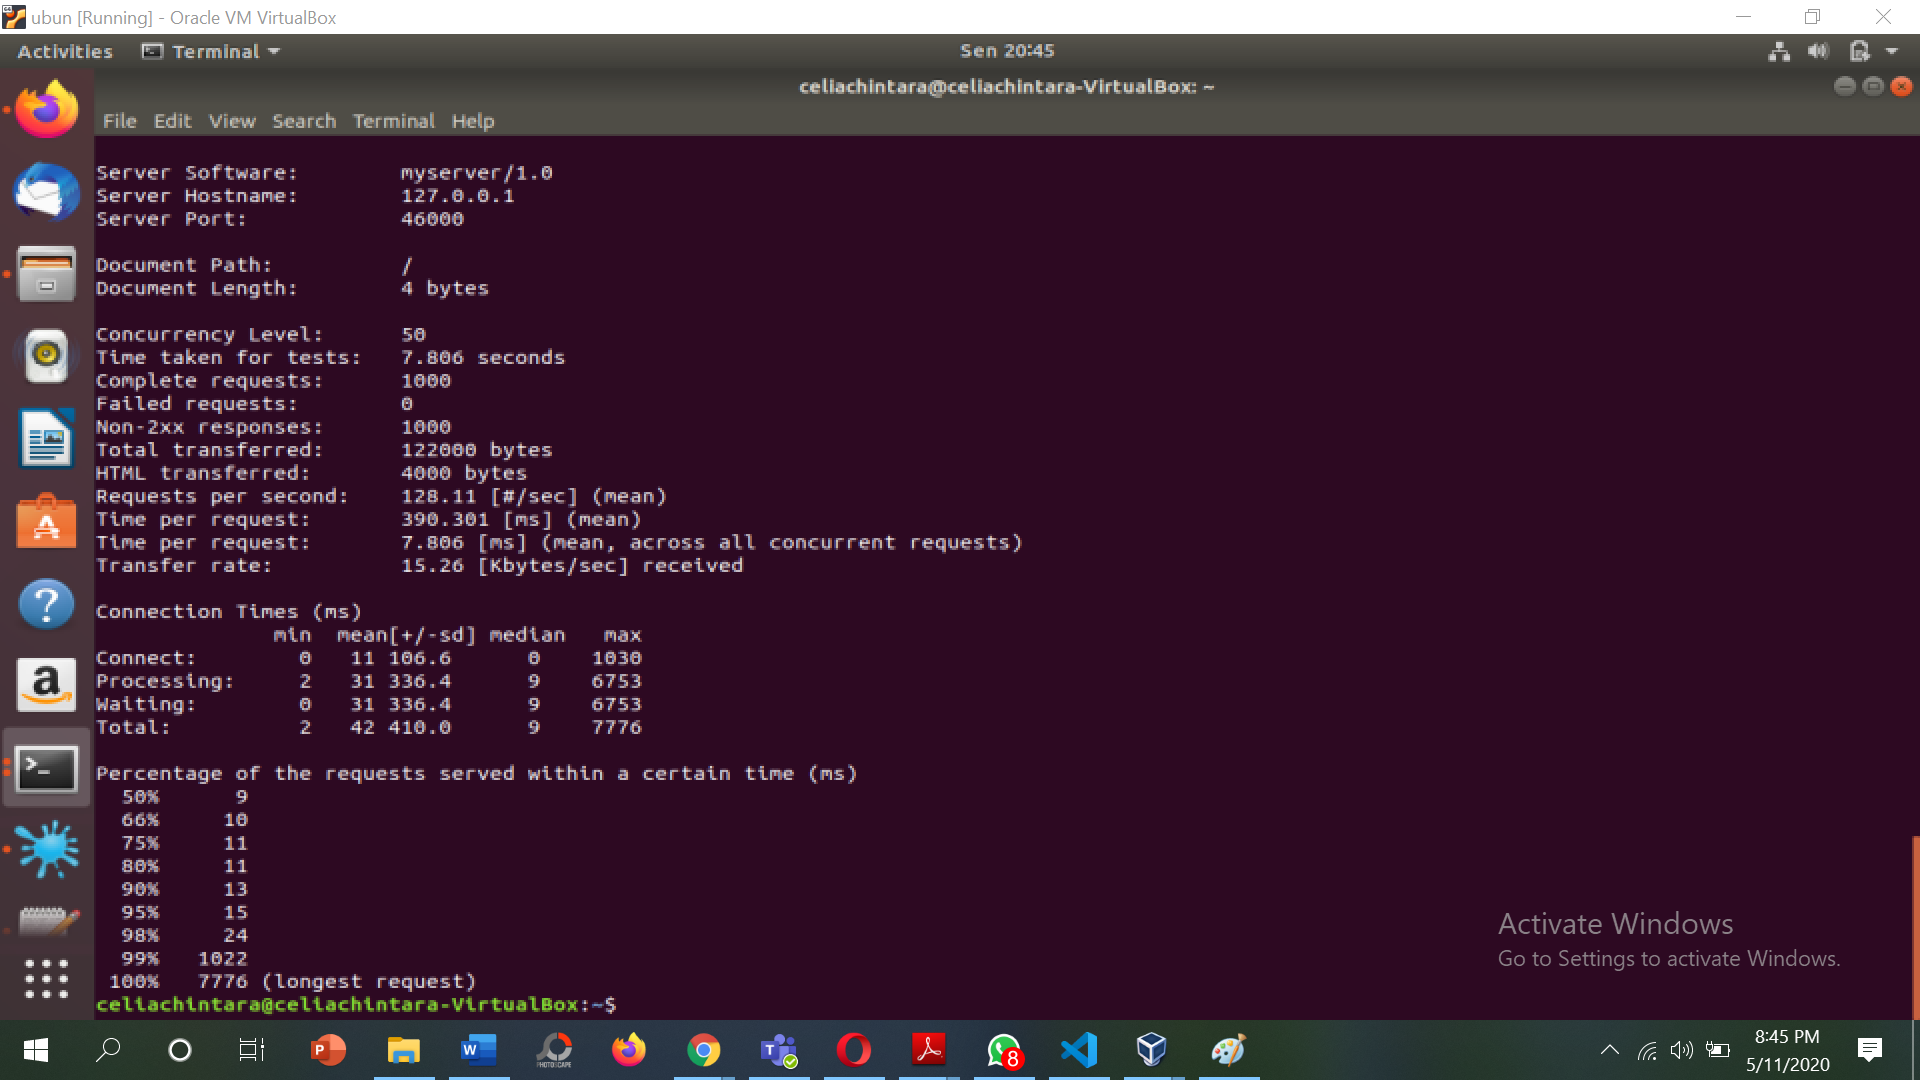 ubun [Running] - Oracle VM VirtualBox
Activities Terminal Sen 20:45
celiachintara@celiachintara-VirtualBox: ~
File Edit View Search Terminal Help
Server Software: myserver/1.0
Server Hostname: 127.0.0.1
Server Port: 46000
Document Path: /
Document Length: 4 bytes
Concurrency Level: 50
Time taken for tests: 7.806 seconds
Complete requests: 1000
Failed requests: 0
Non-2xx responses: 1000
Total transferred: 122000 bytes
HTML transferred: 4000 bytes
Requests per second: 128.11 [#/sec] (mean)
Time per request: 390.301 [ms] (mean)
Time per request: 7.806 [ms] (mean, across all concurrent requests)
Transfer rate: 15.26 [Kbytes/sec] received
Connection Times (ms)
min mean[+/-sd] median max
Connect: 0 11 106.6 0 1030
Processing: 2 31 336.4 9 6753
Waiting: 0 31 336.4 9 6753
Total: 2 42 410.0 9 7776
Percentage of the requests served within a certain time (ms)
50% 9
66% 10
75% 11
80% 11
90% 13
95% 15
98% 24
99% 1022
100% 7776 (longest request)
celiachintara@celiachintara-VirtualBox:~$
Activate Windows
Go to Settings to activate Windows.
PHOTOSCAPE
8
8:45 PM
5/11/2020